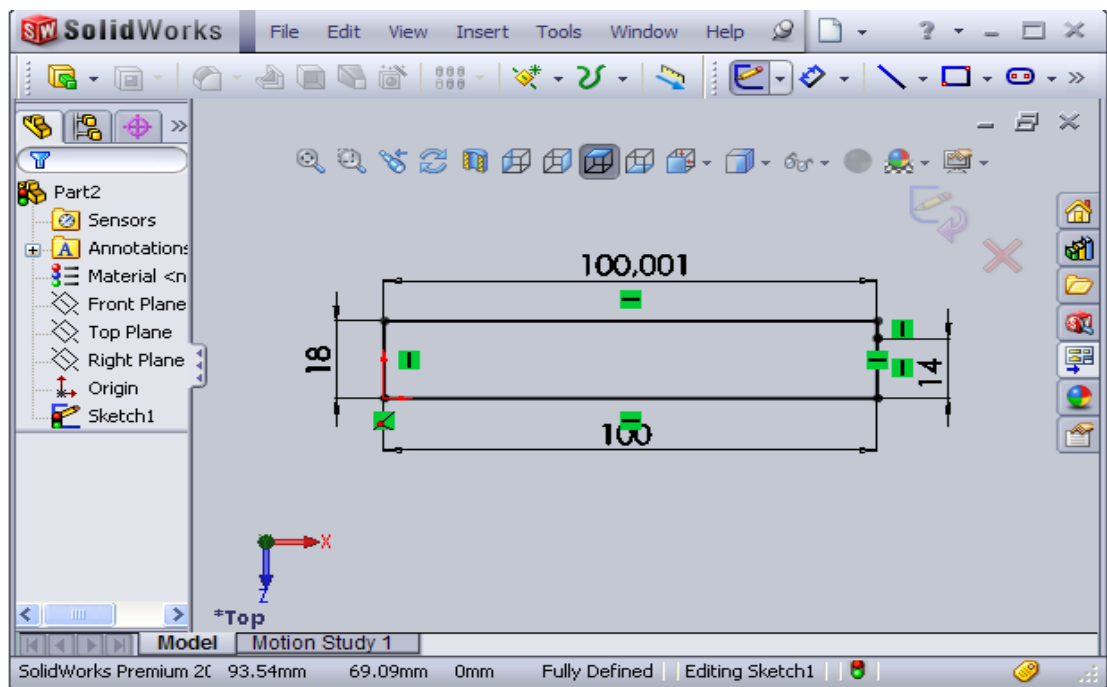 SW SolidWorks File Edit View Insert Tools Window Help ?
Part2
Sensors
A Annotations
Material <n
Front Plane
Top Plane
Right Plane
Origin
Sketch1
100,001
18
14
100
X
Z
*Top
Model Motion Study 1
SolidWorks Premium 20 93.54mm 69.09mm 0mm Fully Defined Editing Sketch1